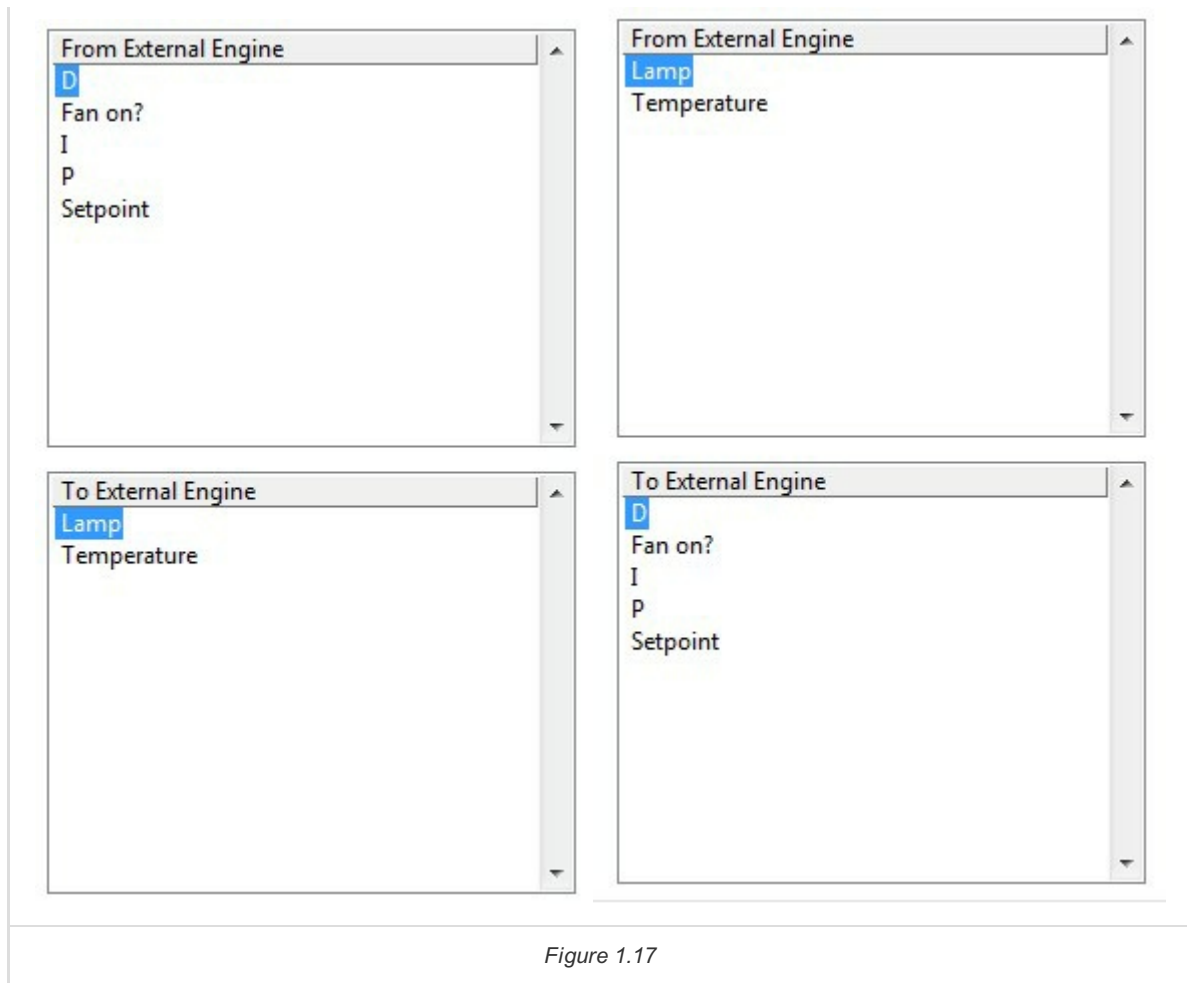 From External Engine
D
Fan on?
I
P
Setpoint
From External Engine
Lamp
Temperature
To External Engine
Lamp
Temperature
To External Engine
D
Fan on?
I
P
Setpoint
Figure 1.17